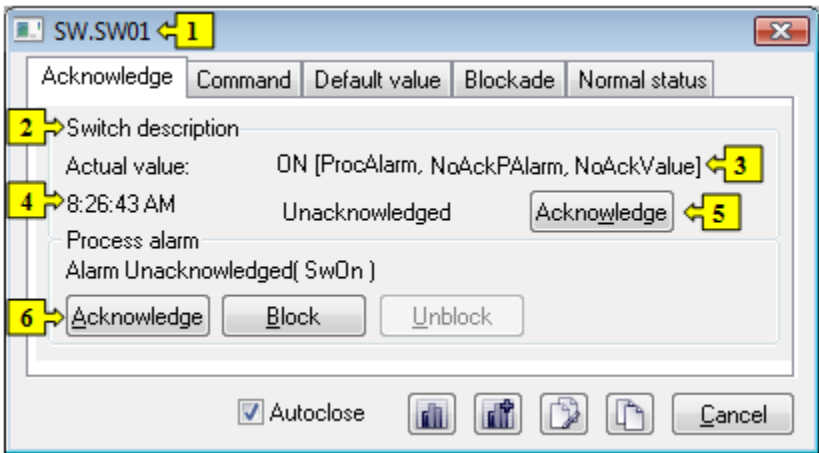 SW.SW01 1
Acknowledge Command Default value Blockade Normal status
2 Switch description
Actual value: ON [ProcAlarm, NoAckPAlarm, NoAckValue] 3
4 8:26:43 AM Unacknowledged Acknowledge 5
Process alarm
Alarm Unacknowledged( SwOn )
6 Acknowledge Block Unblock
Autoclose Cancel